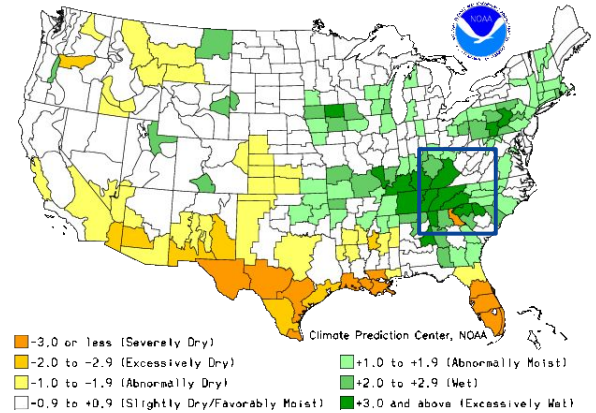 NOAA
Climate Prediction Center, NOAA
-3.0 or less (Severely Dry)
-2.0 to -2.9 (Excessively Dry)
-1.0 to -1.9 (Abnormally Dry)
-0.9 to +0.9 (Slightly Dry/Favorably Moist)
+1.0 to +1.9 (Abnormally Moist)
+2.0 to +2.9 (Wet)
+3.0 and above (Excessively Wet)